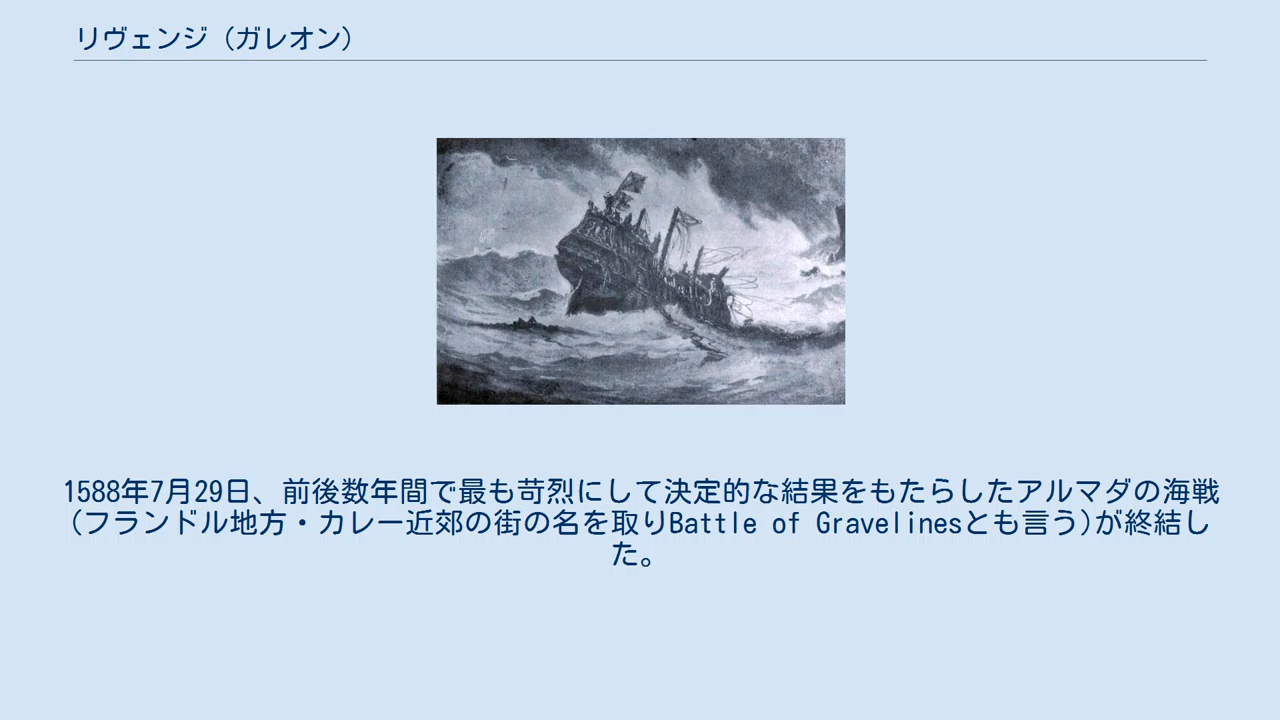 リヴェンジ（ガレオン）
1588年7月29日、前後数年間で最も苛烈にして決定的な結果をもたらしたアルマダの海戦
(フランドル地方・カレー近郊の街の名を取りBattle of Gravelinesとも言う)が終結し
た。